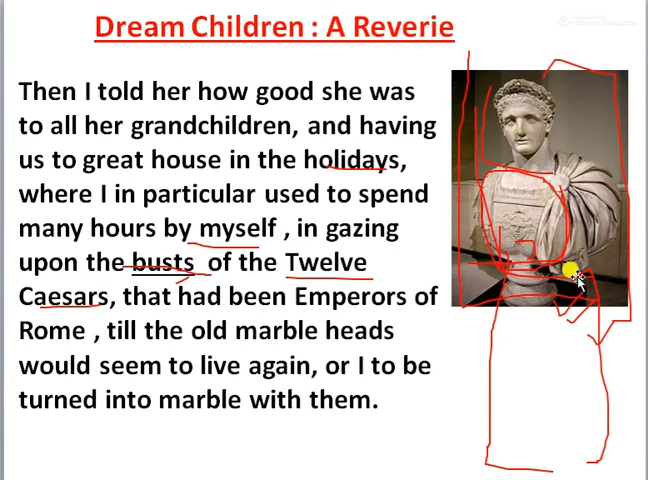 Dream Children : A Reverie
Then I told her how good she was
to all her grandchildren, and having
us to great house in the holidays,
where I in particular used to spend
many hours by myself , in gazing
upon the busts of the Twelve
Caesars, that had been Emperors of
Rome , till the old marble heads
would seem to live again, or I to be
turned into marble with them.